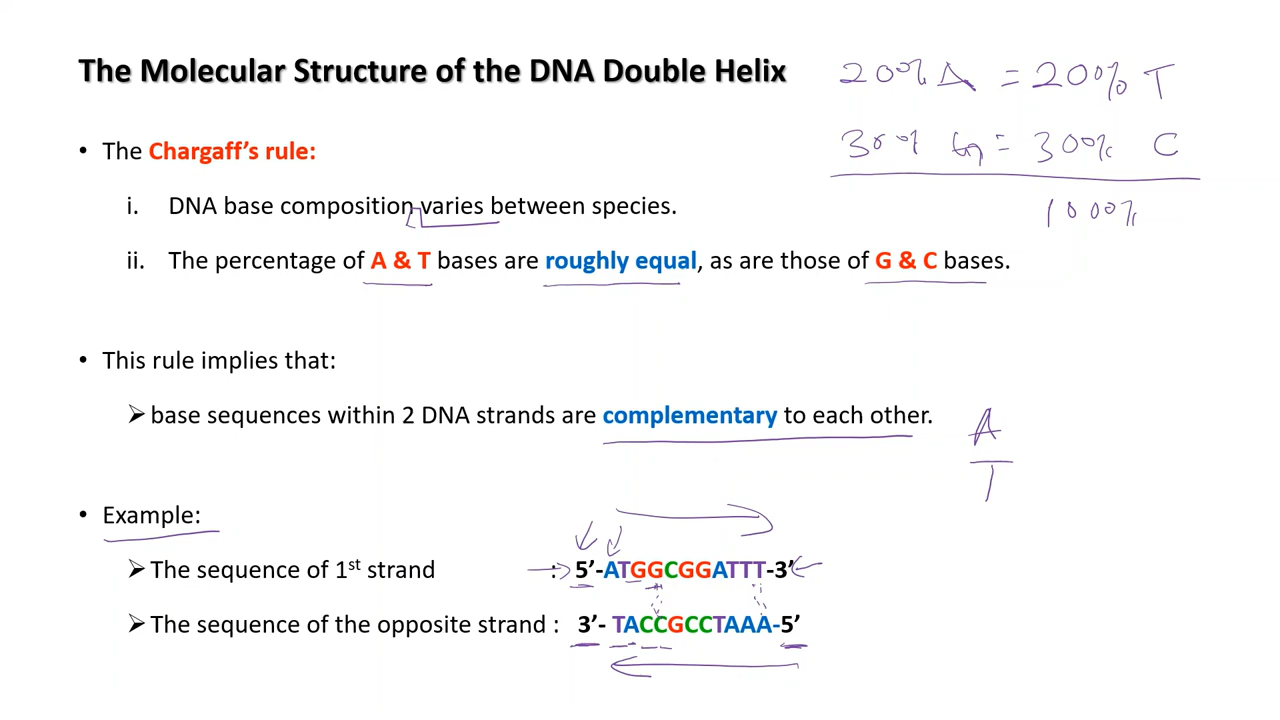 The Molecular Structure of the DNA Double Helix
20% A = 20% T
30% G = 30% C
100%
• The Chargaff's rule:
i. DNA base composition varies between species.
ii. The percentage of A & T bases are roughly equal, as are those of G & C bases.
• This rule implies that:
➢ base sequences within 2 DNA strands are complementary to each other.
A
T
• Example:
➢ The sequence of 1st strand : 5’-ATGGCGGATTT-3’
➢ The sequence of the opposite strand : 3’- TACCGCCTAAA-5’